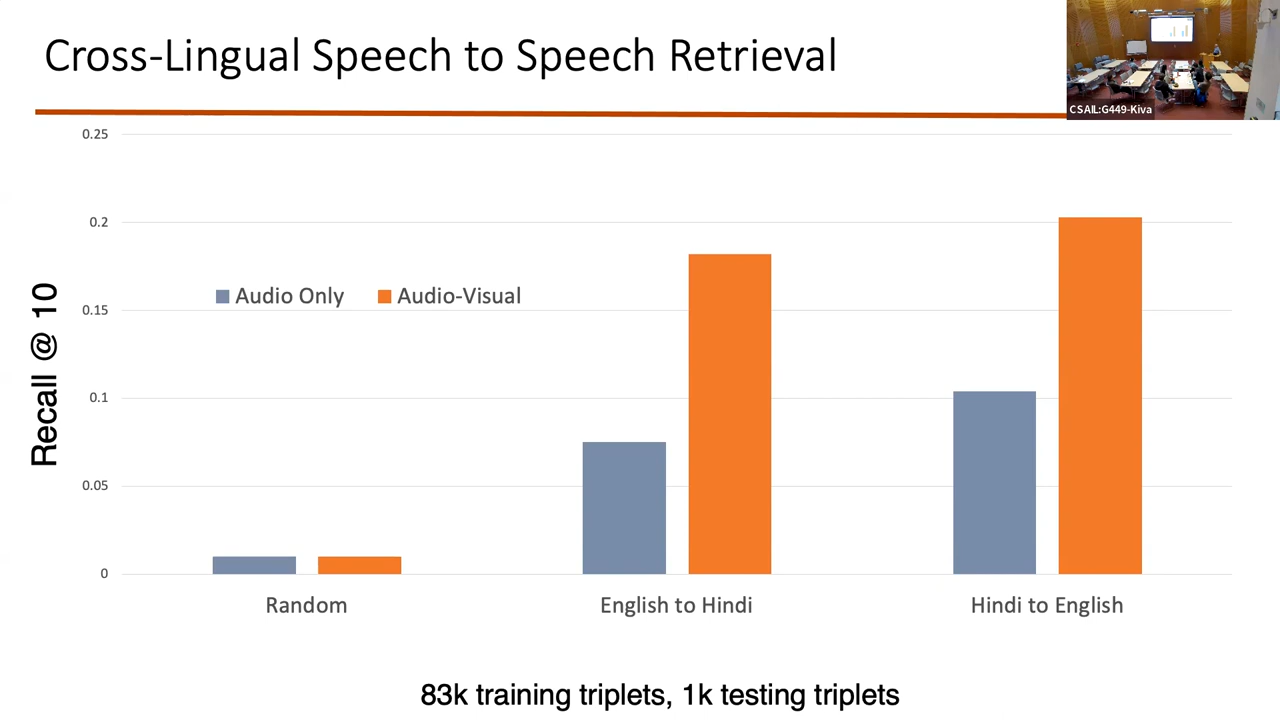 Cross-Lingual Speech to Speech Retrieval
CSAIL:G449-Kiva
0.25
0.2
0.15
0.1
0.05
0
Recall @ 10
Audio Only
Audio-Visual
Random
English to Hindi
Hindi to English
83k training triplets, 1k testing triplets